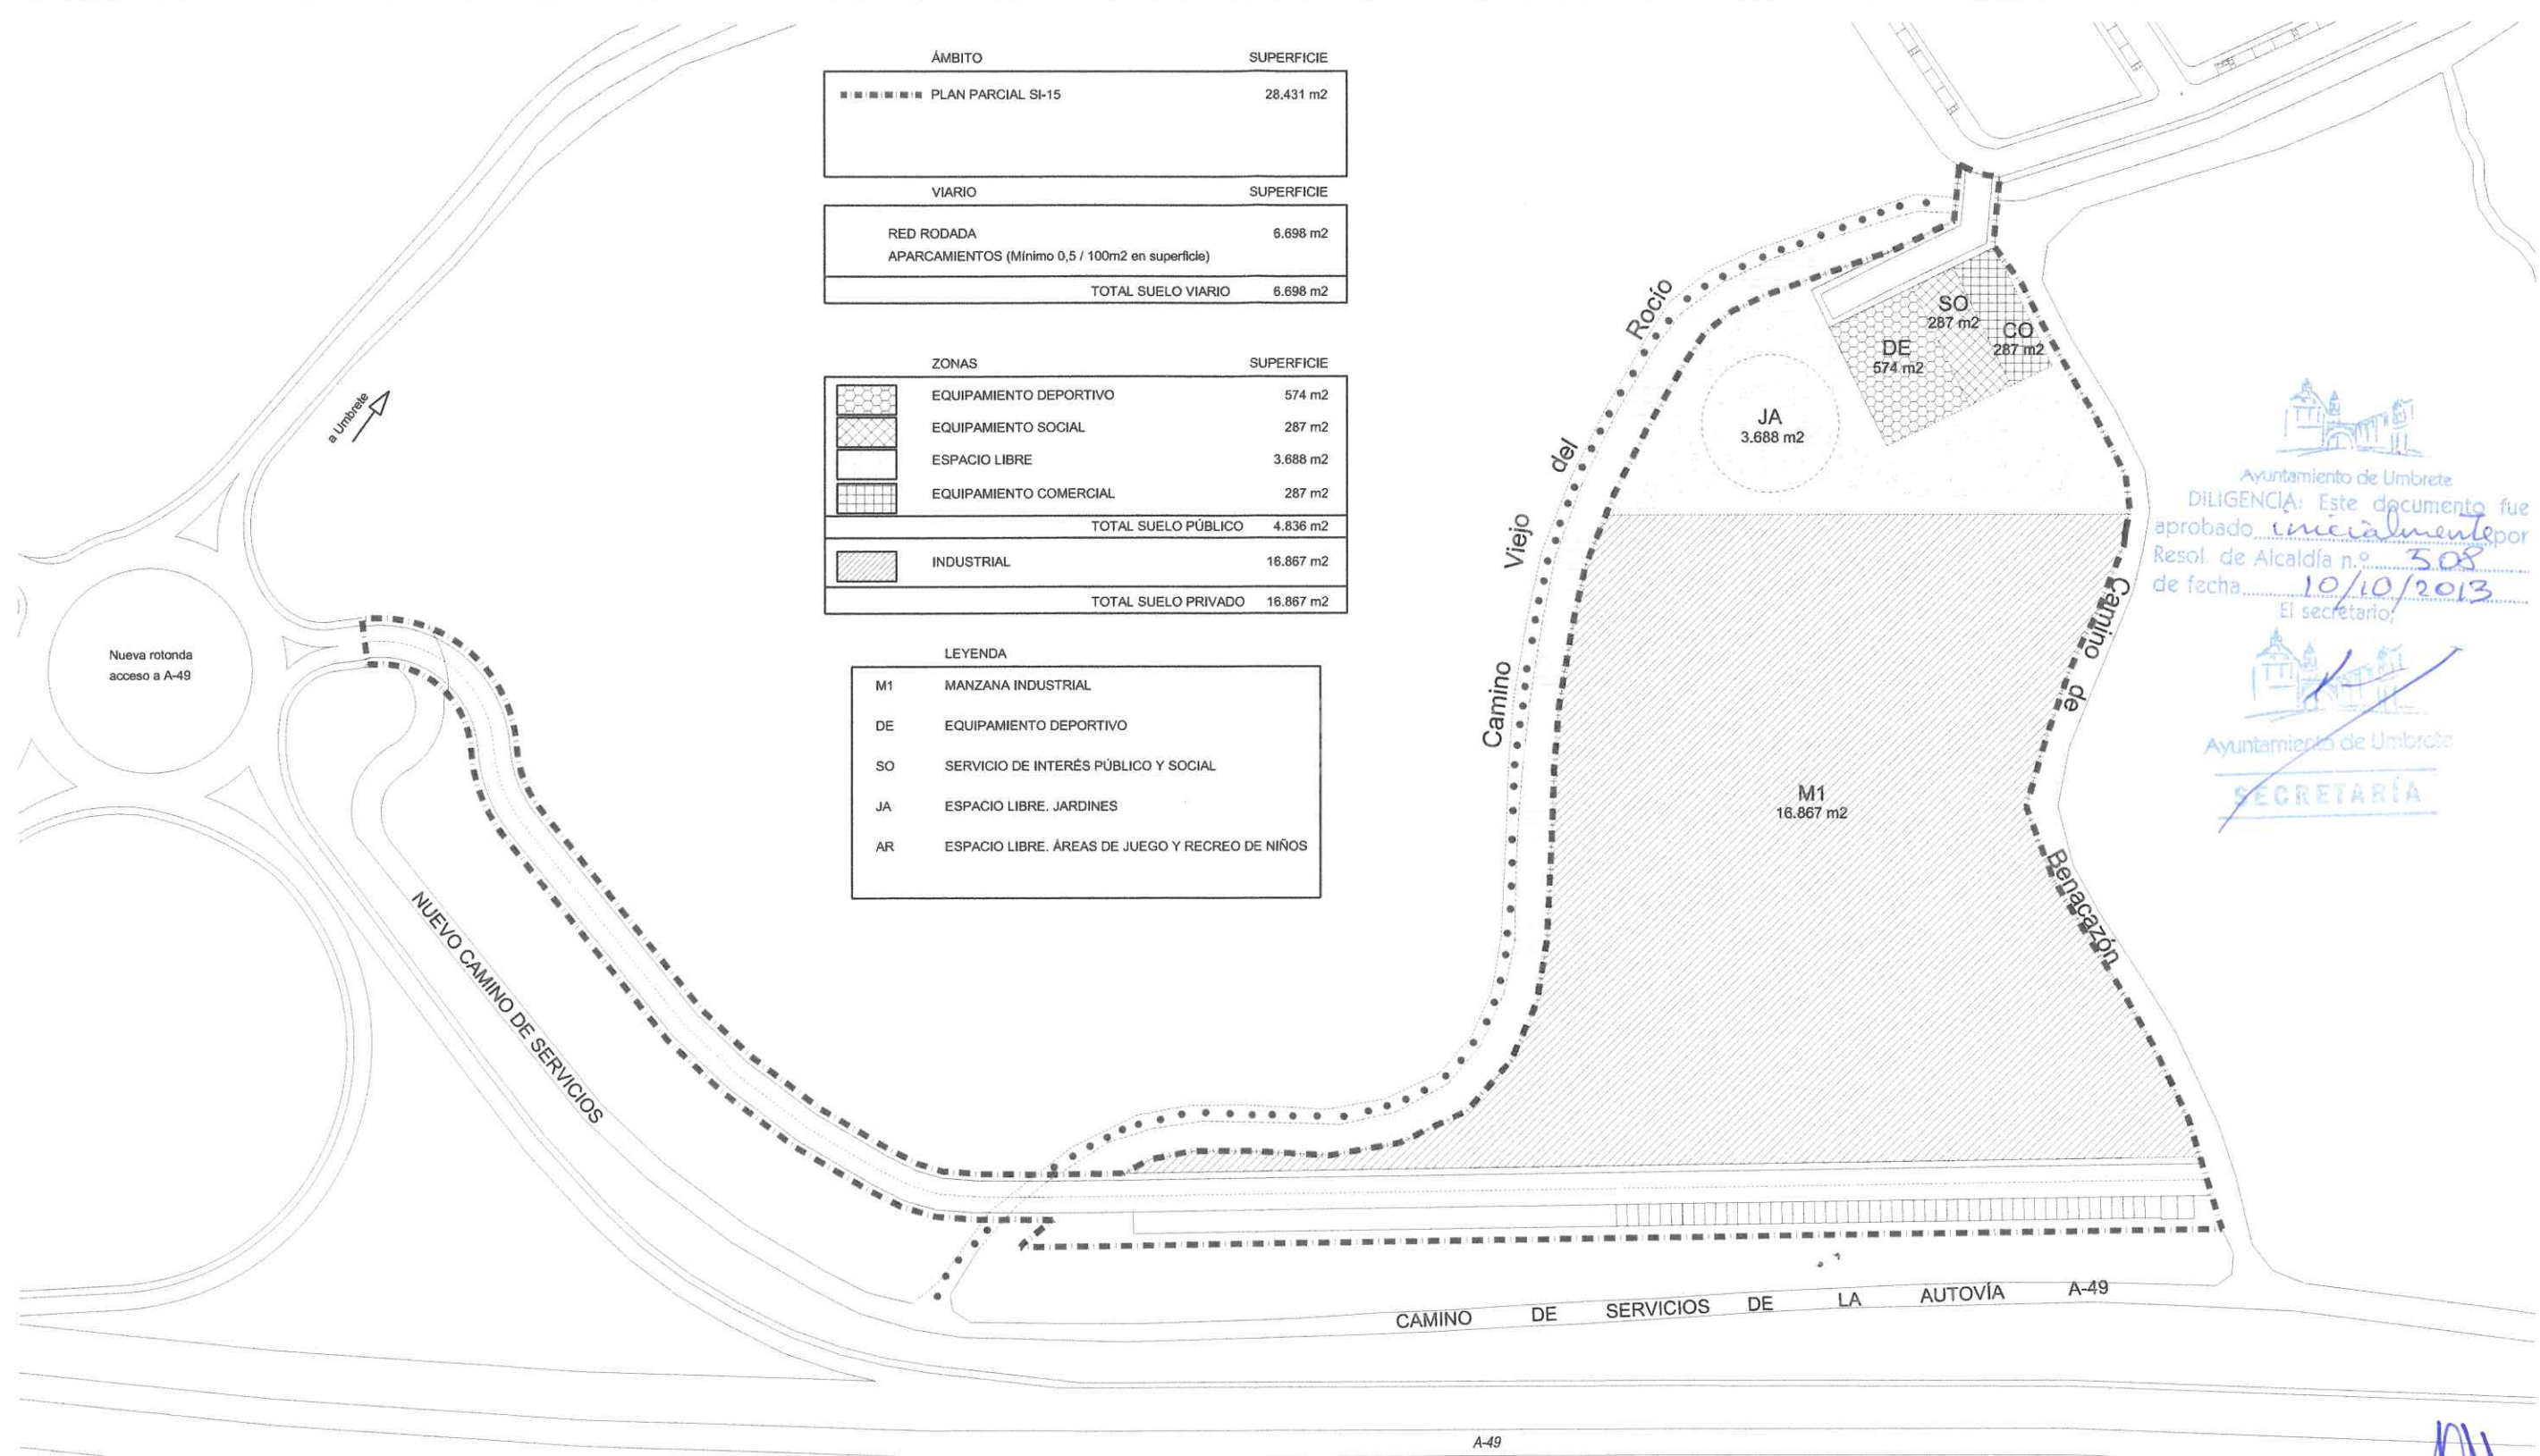 ÁMBITO SUPERFICIE
PLAN PARCIAL SI-15 28.431 m2
VIARIO SUPERFICIE
RED RODADA 6.698 m2
APARCAMIENTOS (Mínimo 0,5 / 100m2 en superficie)
TOTAL SUELO VIARIO 6.698 m2
ZONAS SUPERFICIE
EQUIPAMIENTO DEPORTIVO 574 m2
EQUIPAMIENTO SOCIAL 287 m2
ESPACIO LIBRE 3.688 m2
EQUIPAMIENTO COMERCIAL 287 m2
TOTAL SUELO PÚBLICO 4.836 m2
INDUSTRIAL 16.867 m2
TOTAL SUELO PRIVADO 16.867 m2
LEYENDA
M1 MANZANA INDUSTRIAL
DE EQUIPAMIENTO DEPORTIVO
SO SERVICIO DE INTERÉS PÚBLICO Y SOCIAL
JA ESPACIO LIBRE. JARDINES
AR ESPACIO LIBRE. ÁREAS DE JUEGO Y RECREO DE NIÑOS
a Umbrete
Nueva rotonda
acceso a A-49
NUEVO CAMINO DE SERVICIOS
Camino Viejo del Rocío
SO
287 m2
CO
287 m2
DE
574 m2
JA
3.688 m2
M1
16.867 m2
Camino de Benacazón
Ayuntamiento de Umbrete
DILIGENCIA: Este documento fue
aprobado inicialmente por
Resol. de Alcaldía n.º 508
de fecha 10/10/2013
El secretario,
Ayuntamiento de Umbrete
SECRETARÍA
CAMINO DE SERVICIOS DE LA AUTOVÍA A-49
A-49